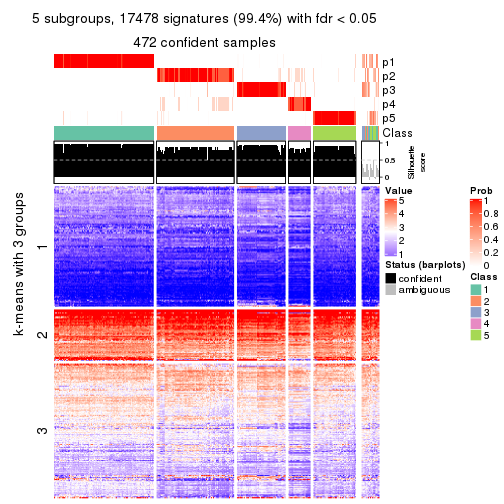 5 subgroups, 17478 signatures (99.4%) with fdr < 0.05
472 confident samples
p1
p2
p3
p4
p5
Class
1
0.5
0
Silhouette
score
k-means with 3 groups
1
2
3
Value
5
4
3
2
1
Status (barplots)
confident
ambiguous
Prob
1
0.8
0.6
0.4
0.2
0
Class
1
2
3
4
5